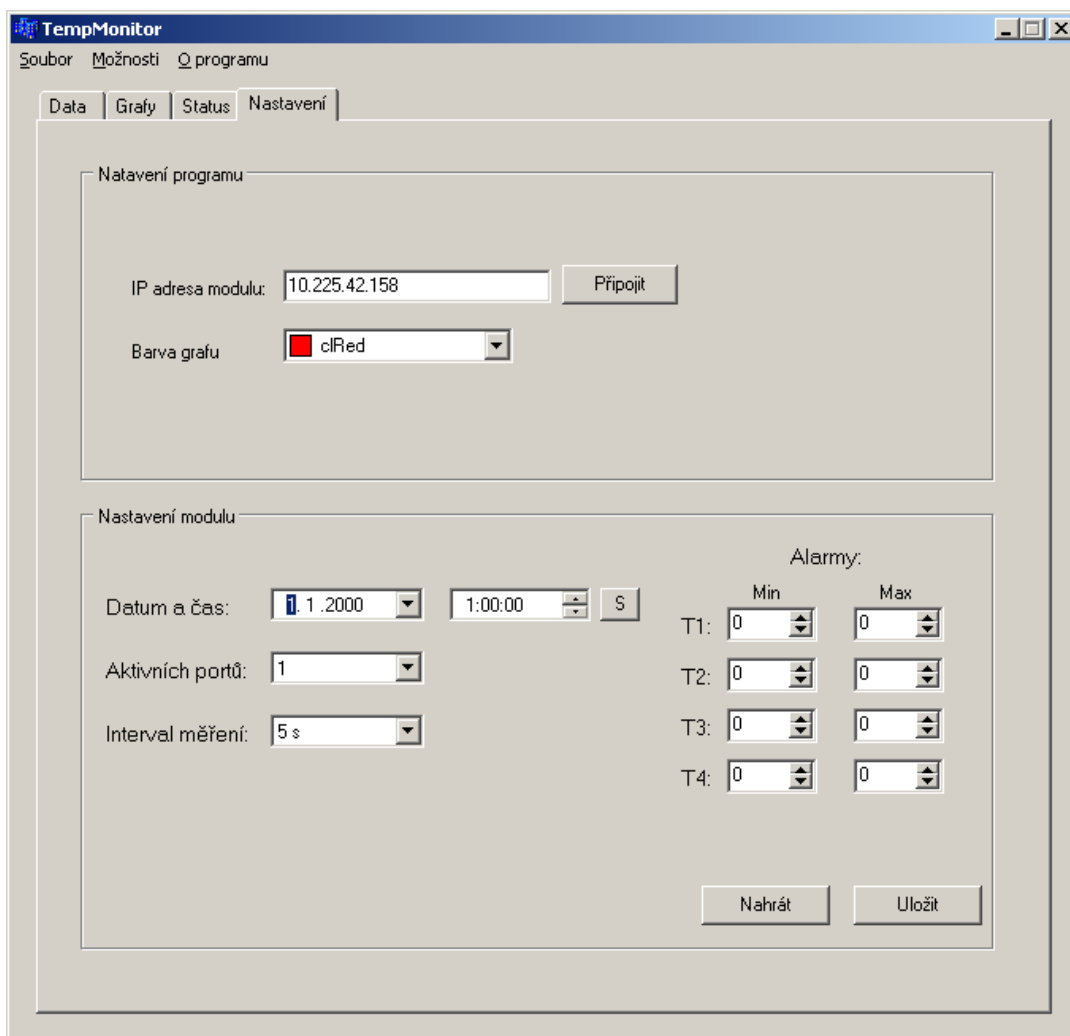 TempMonitor
Soubor Možnosti O programu
Data Grafy Status Nastavení
Natavení programu
IP adresa modulu: 10.225.42.158 Připojit
Barva grafu clRed
Nastavení modulu
Alarmy:
Min Max
Datum a čas: 1. 1 .2000 1:00:00 S
T1: 0 0
Aktivních portů: 1
T2: 0 0
Interval měření: 5 s
T3: 0 0
T4: 0 0
Nahrát Uložit